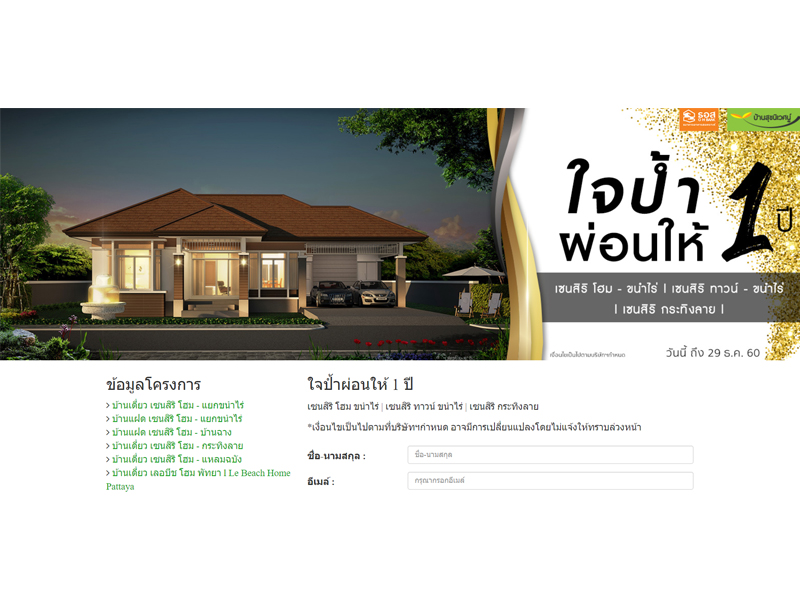 ธอส
บ้านสุขนิเวศน์
ใจป้ำ 1 ปี
ผ่อนให้
เซนสิริ โฮม - ขนำไร่ | เซนสิริ ทาวน์ - ขนำไร่
| เซนสิริ กระทิงลาย |
เงื่อนไขเป็นไปตามบริษัทฯกำหนด
วันนี้ ถึง 29 ธ.ค. 60
ข้อมูลโครงการ
> บ้านเดี่ยว เซนสิริ โฮม - แยกขนำไร่
> บ้านแฝด เซนสิริ โฮม - แยกขนำไร่
> บ้านแฝด เซนสิริ โฮม - บ้านฉาง
> บ้านเดี่ยว เซนสิริ โฮม - กระทิงลาย
> บ้านเดี่ยว เซนสิริ โฮม - แหลมฉบัง
> บ้านเดี่ยว เลอบีช โฮม พัทยา l Le Beach Home
Pattaya
ใจป้ำผ่อนให้ 1 ปี
เซนสิริ โฮม ขนำไร่ | เซนสิริ ทาวน์ ขนำไร่ | เซนสิริ กระทิงลาย
*เงื่อนไขเป็นไปตามที่บริษัทฯกำหนด อาจมีการเปลี่ยนแปลงโดยไม่แจ้งให้ทราบล่วงหน้า
ชื่อ-นามสกุล :
ชื่อ-นามสกุล
อีเมล์ :
กรุณากรอกอีเมล์